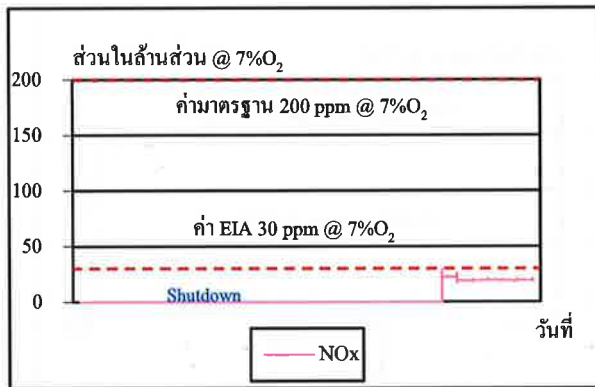 ส่วนในล้านส่วน @ 7%O₂
200
ค่ามาตรฐาน 200 ppm @ 7%O₂
150
100
ค่า EIA 30 ppm @ 7%O₂
50
Shutdown
0
วันที่
NOx